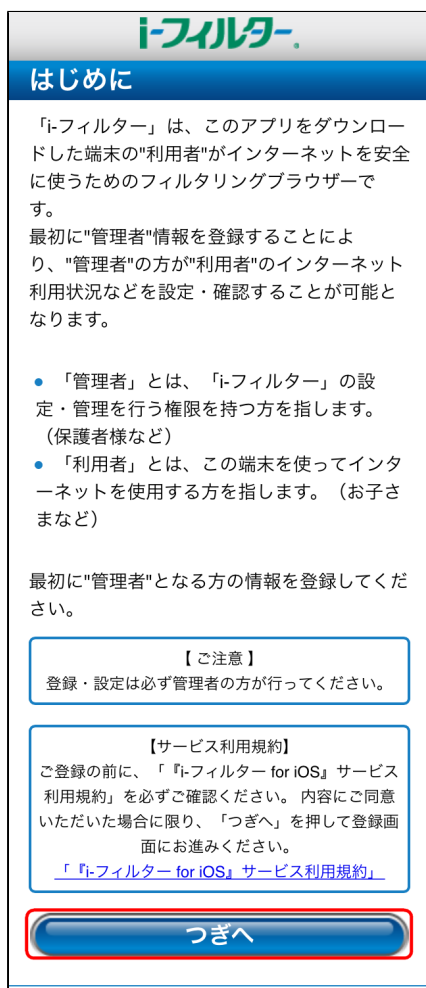 i-フィルター®
はじめに
「i-フィルター」は、このアプリをダウンロー
ドした端末の"利用者"がインターネットを安全
に使うためのフィルタリングブラウザーで
す。
最初に"管理者"情報を登録することによ
り、"管理者"の方が"利用者"のインターネット
利用状況などを設定・確認することが可能と
なります。
● 「管理者」とは、「i-フィルター」の設
定・管理を行う権限を持つ方を指します。
（保護者様など）
● 「利用者」とは、この端末を使ってインタ
ーネットを使用する方を指します。（お子さ
まなど）
最初に"管理者"となる方の情報を登録してくだ
さい。
【 ご注意 】
登録・設定は必ず管理者の方が行ってください。
【サービス利用規約】
ご登録の前に、「『i-フィルター for iOS』サービス
利用規約」を必ずご確認ください。 内容にご同意
いただいた場合に限り、「つぎへ」を押して登録画
面にお進みください。
「『i-フィルター for iOS』サービス利用規約」
つぎへ